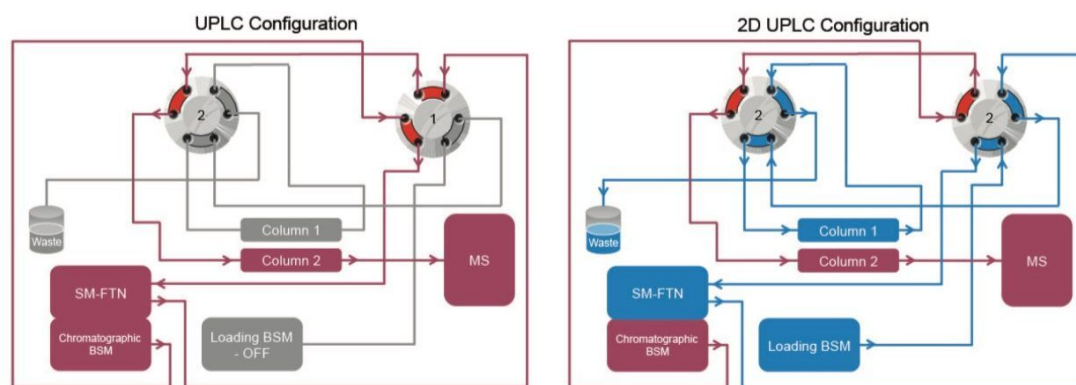 UPLC Configuration
2
1
Waste
Column 1
Column 2
MS
SM-FTN
Chromatographic
BSM
Loading BSM
- OFF
2D UPLC Configuration
2
2
Waste
Column 1
Column 2
MS
SM-FTN
Chromatographic
BSM
Loading BSM